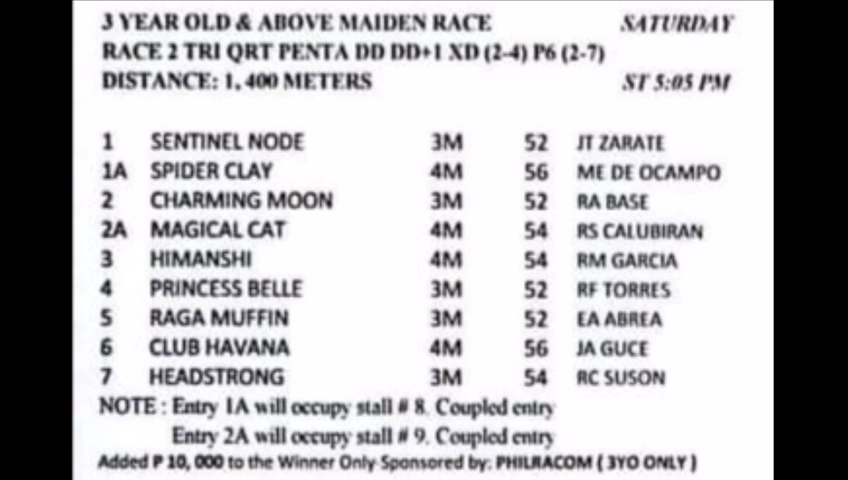 3 YEAR OLD & ABOVE MAIDEN RACE SATURDAY
RACE 2 TRI QRT PENTA DD DD+1 XD (2-4) P6 (2-7)
DISTANCE: 1, 400 METERS ST 5:05 PM
1 SENTINEL NODE 3M 52 JT ZARATE
1A SPIDER CLAY 4M 56 ME DE OCAMPO
2 CHARMING MOON 3M 52 RA BASE
2A MAGICAL CAT 4M 54 RS CALUBIRAN
3 HIMANSHI 4M 54 RM GARCIA
4 PRINCESS BELLE 3M 52 RF TORRES
5 RAGA MUFFIN 3M 52 EA ABREA
6 CLUB HAVANA 4M 56 JA GUCE
7 HEADSTRONG 3M 54 RC SUSON
NOTE : Entry 1A will occupy stall # 8. Coupled entry
Entry 2A will occupy stall # 9. Coupled entry
Added P 10, 000 to the Winner Only Sponsored by: PHILRACOM ( 3YO ONLY )